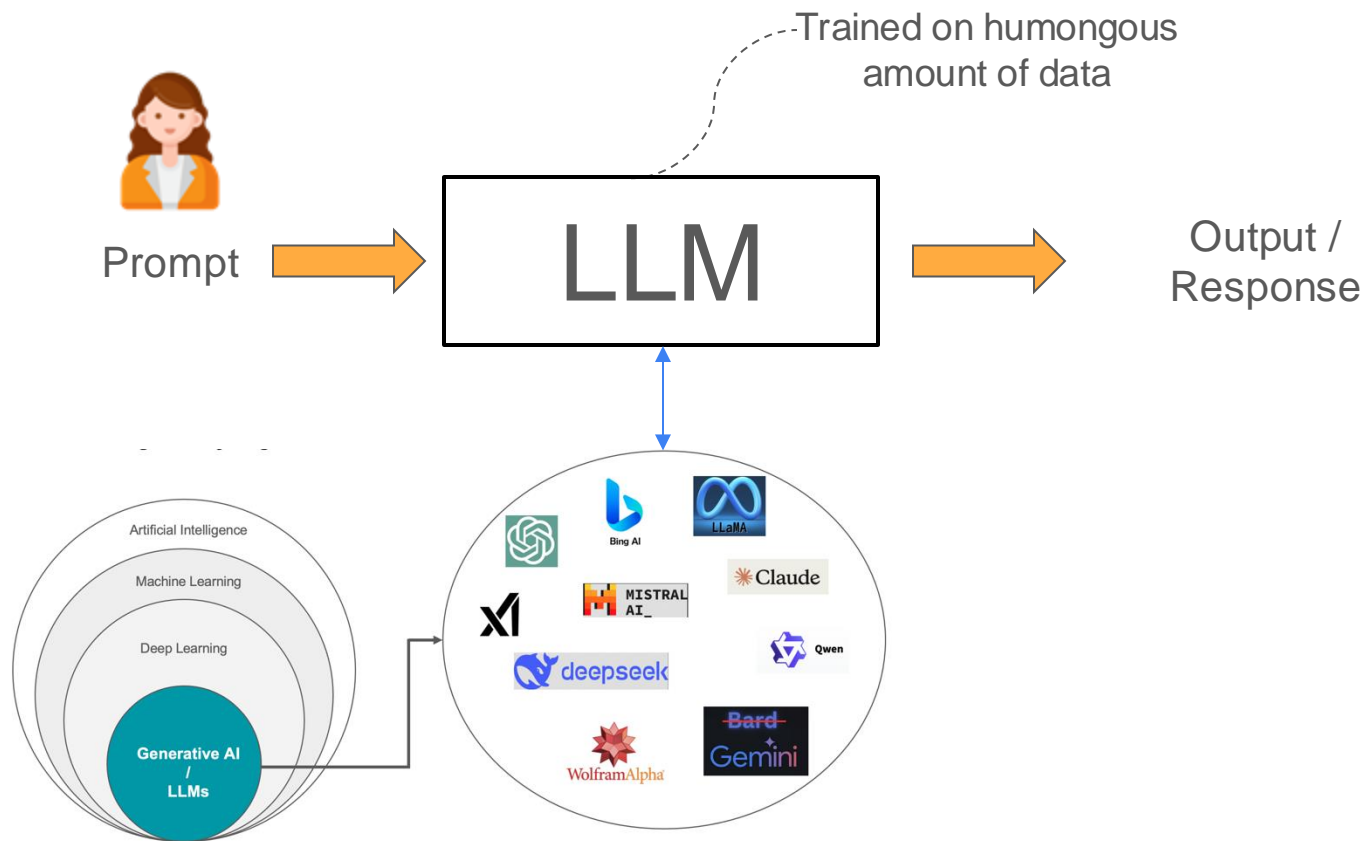 Trained on humongous
amount of data
Prompt
LLM
Output /
Response
Artificial Intelligence
Machine Learning
Deep Learning
Generative AI
/
LLMs
Bing AI
LLaMA
Claude
MISTRAL
AI_
Qwen
deepseek
WolframAlpha
Bard
Gemini